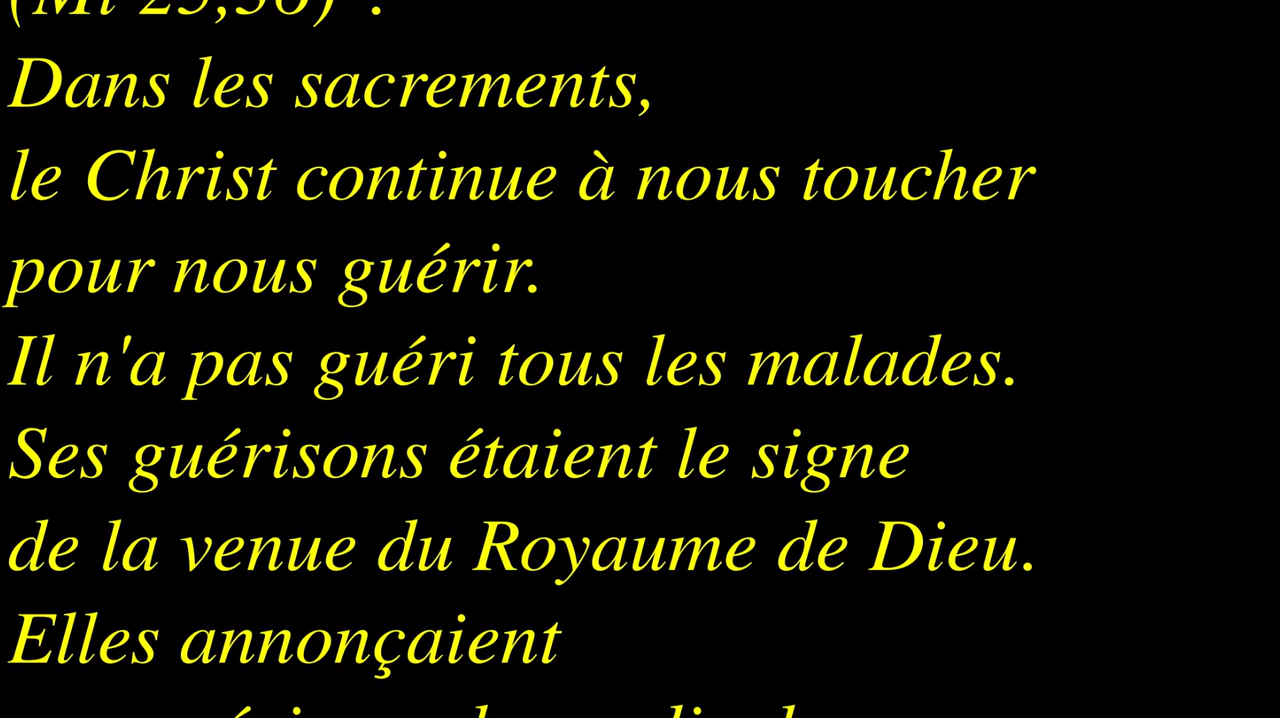 Dans les sacrements,
le Christ continue à nous toucher
pour nous guérir.
Il n'a pas guéri tous les malades.
Ses guérisons étaient le signe
de la venue du Royaume de Dieu.
Elles annonçaient